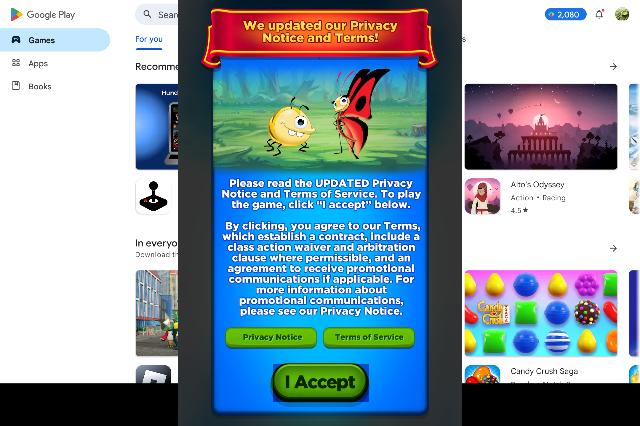 Google Play
Sear
2,080
Games
Apps
Books
For you
s
Recomme
Hund
We updated our Privacy
Notice and Terms!
Please read the UPDATED Privacy
Notice and Terms of Service. To play
the game, click "I accept" below.
By clicking, you agree to our Terms,
which establish a contract, include a
class action waiver and arbitration
clause where permissible, and an
agreement to receive promotional
communications if applicable. For
more information about
promotional communications,
please see our Privacy Notice.
Privacy Notice
Terms of Service
I Accept
Alto's Odyssey
Action • Racing
4.5★
In everyo
Download th
Candy
Crush
Candy Crush Saga